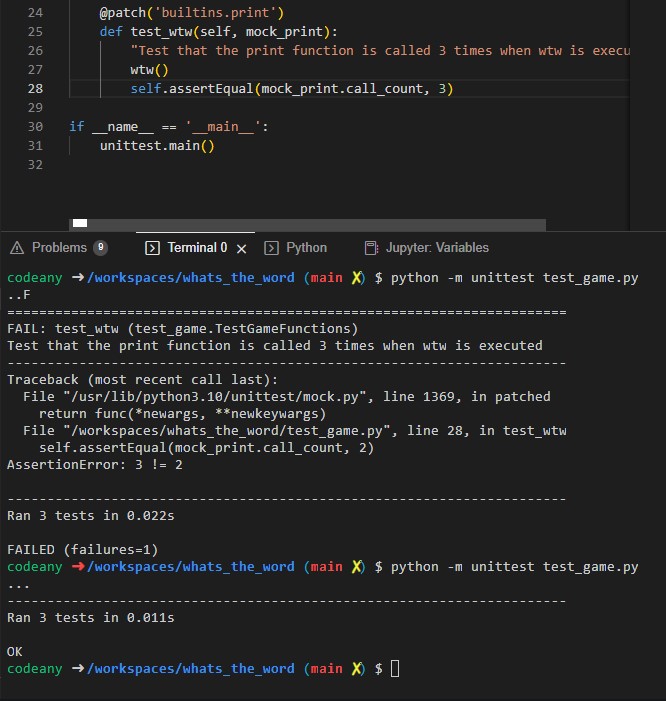 24 @patch('builtins.print')
25 def test_wtw(self, mock_print):
26 "Test that the print function is called 3 times when wtw is execu
27 wtw()
28 self.assertEqual(mock_print.call_count, 3)
29
30 if __name__ == '__main__':
31 unittest.main()
32
Problems 9 Terminal 0 × Python Jupyter: Variables
codeany ➜/workspaces/whats_the_word (main ✗) $ python -m unittest test_game.py
..F
======================================================================
FAIL: test_wtw (test_game.TestGameFunctions)
Test that the print function is called 3 times when wtw is executed
----------------------------------------------------------------------
Traceback (most recent call last):
File "/usr/lib/python3.10/unittest/mock.py", line 1369, in patched
return func(*newargs, **newkeywargs)
File "/workspaces/whats_the_word/test_game.py", line 28, in test_wtw
self.assertEqual(mock_print.call_count, 2)
AssertionError: 3 != 2
----------------------------------------------------------------------
Ran 3 tests in 0.022s
FAILED (failures=1)
codeany ➜/workspaces/whats_the_word (main ✗) $ python -m unittest test_game.py
...
----------------------------------------------------------------------
Ran 3 tests in 0.011s
OK
codeany ➜/workspaces/whats_the_word (main ✗) $